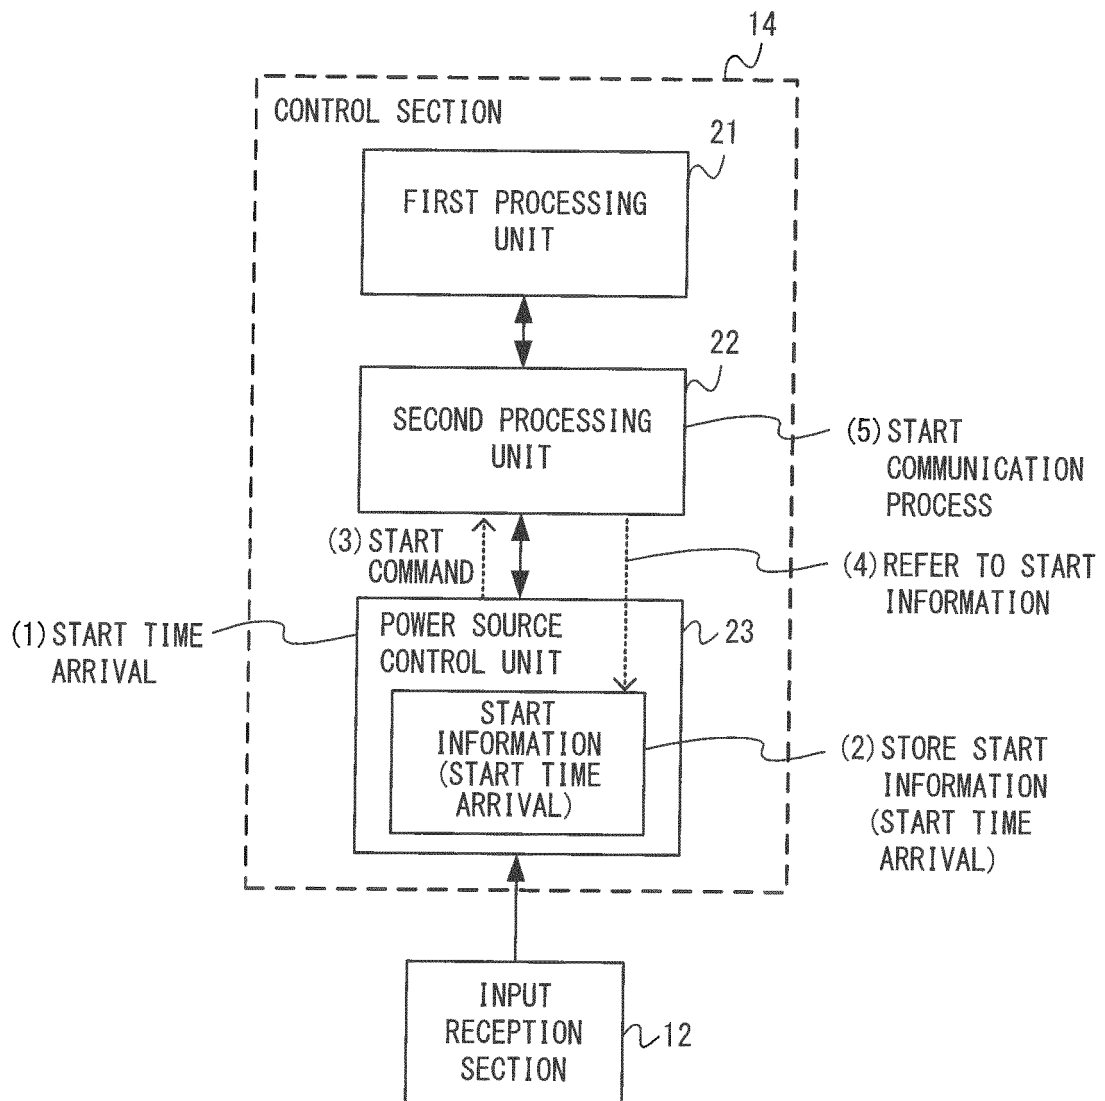 14
CONTROL SECTION
21
FIRST PROCESSING
UNIT
22
SECOND PROCESSING
UNIT
(5) START
COMMUNICATION
PROCESS
(3) START
COMMAND
(4) REFER TO START
INFORMATION
(1) START TIME
ARRIVAL
POWER SOURCE
CONTROL UNIT
23
START
INFORMATION
(START TIME
ARRIVAL)
(2) STORE START
INFORMATION
(START TIME
ARRIVAL)
INPUT
RECEPTION
SECTION
12